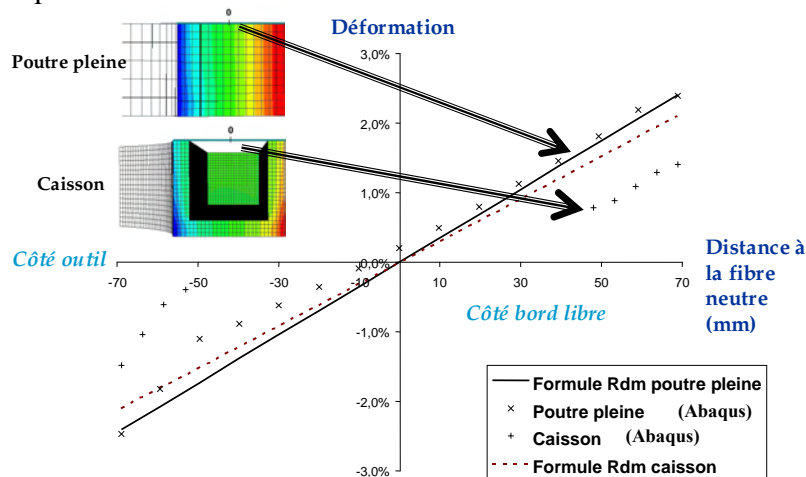 0
Déformation
3,0%
Poutre pleine
2,0%
0
Caisson
1,0%
Côté outil
0,0%
-70
-50
-30
-10
10
30
50
70
Distance à
la fibre
neutre
(mm)
Côté bord libre
-1,0%
-2,0%
-3,0%
Formule Rdm poutre pleine
× Poutre pleine (Abaqus)
+ Caisson (Abaqus)
Formule Rdm caisson